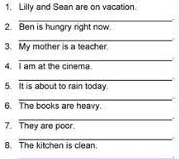 1. Lilly and Sean are on vacation.
2. Ben is hungry right now.
3. My mother is a teacher.
4. I am at the cinema.
5. It is about to rain today.
6. The books are heavy.
7. They are poor.
8. The kitchen is clean.